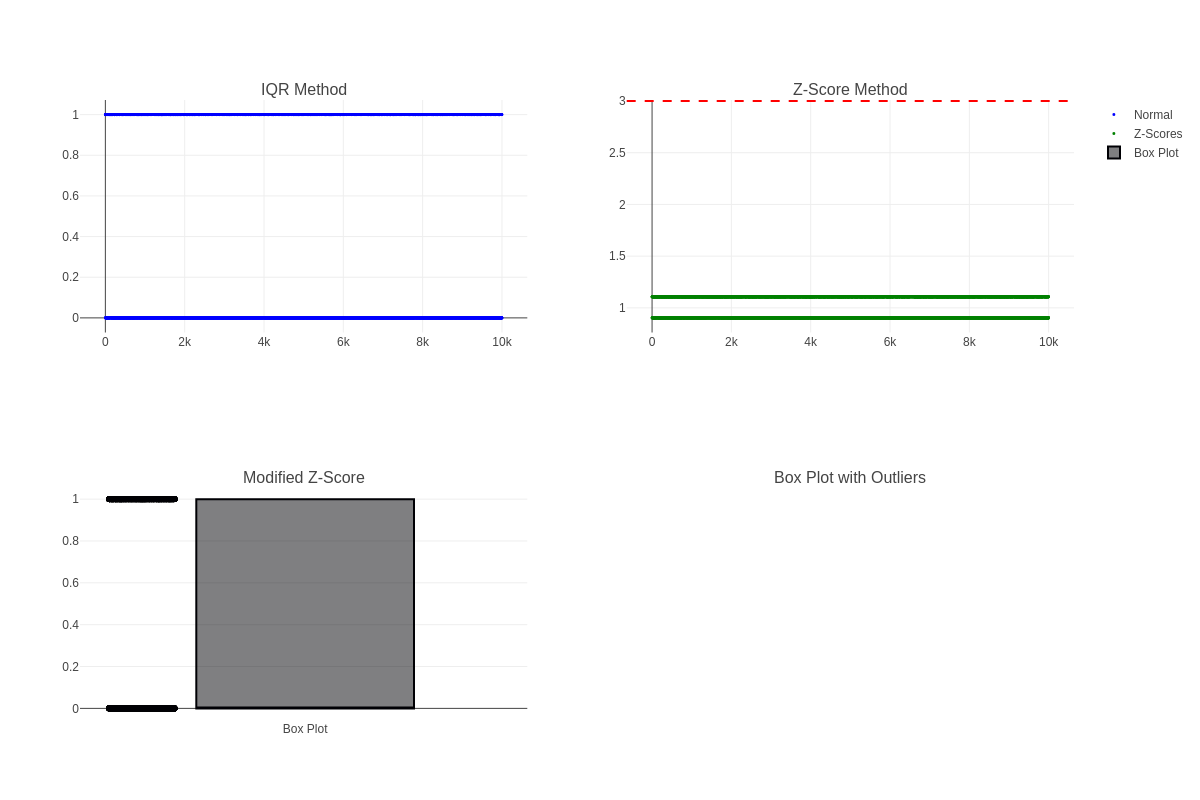 IQR Method
1
0.8
0.6
0.4
0.2
0
0 2k 4k 6k 8k 10k
Z-Score Method
3
2.5
2
1.5
1
0 2k 4k 6k 8k 10k
Normal
Z-Scores
Box Plot
Modified Z-Score
1
0.8
0.6
0.4
0.2
0
Box Plot
Box Plot with Outliers